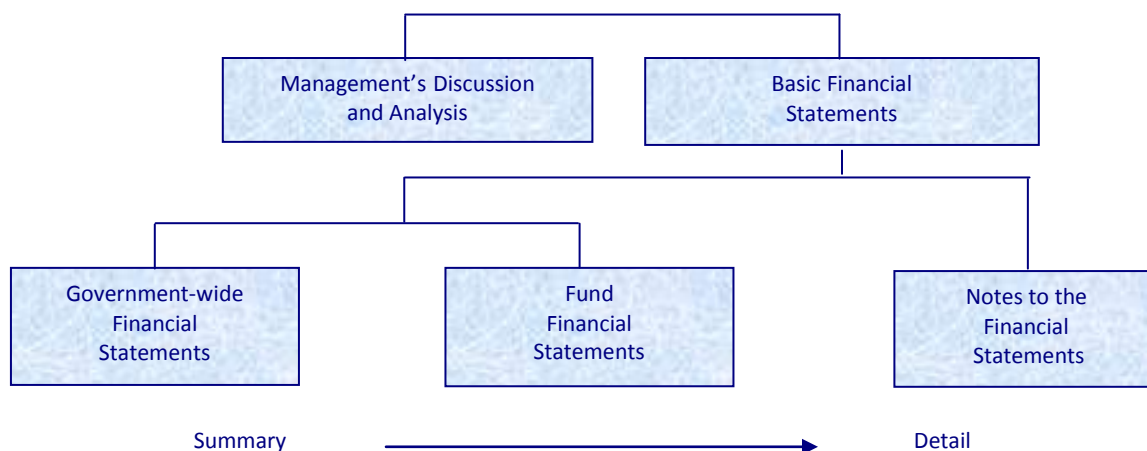 Management’s Discussion
and Analysis
Basic Financial
Statements
Government-wide
Financial
Statements
Fund
Financial
Statements
Notes to the
Financial
Statements
Summary
Detail